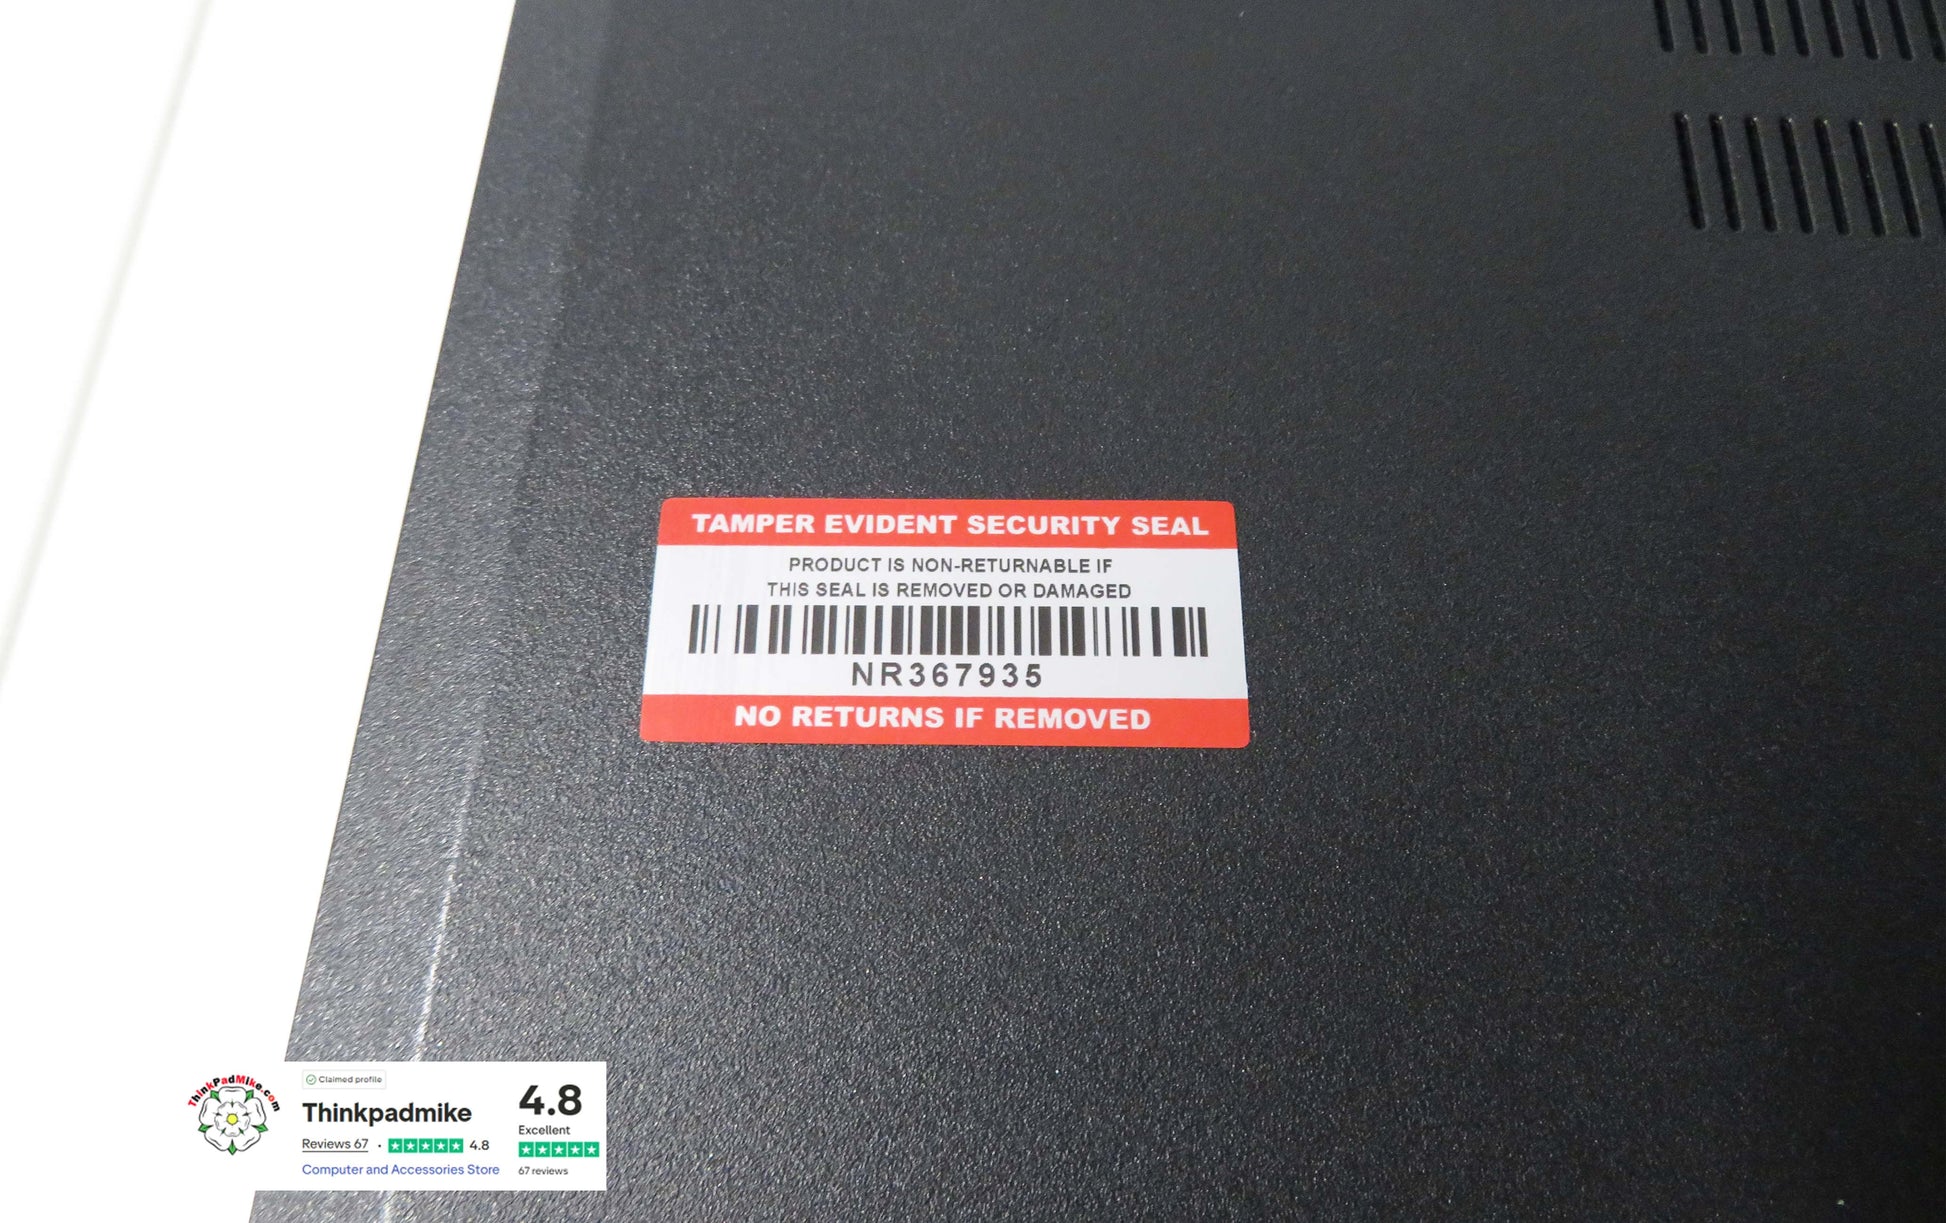 TAMPER EVIDENT SECURITY SEAL
PRODUCT IS NON-RETURNABLE IF
THIS SEAL IS REMOVED OR DAMAGED
NR367935
NO RETURNS IF REMOVED
ThinkPadMike.com
Claimed profile
Thinkpadmike
Reviews 67 · 4.8
Computer and Accessories Store
4.8
Excellent
67 reviews